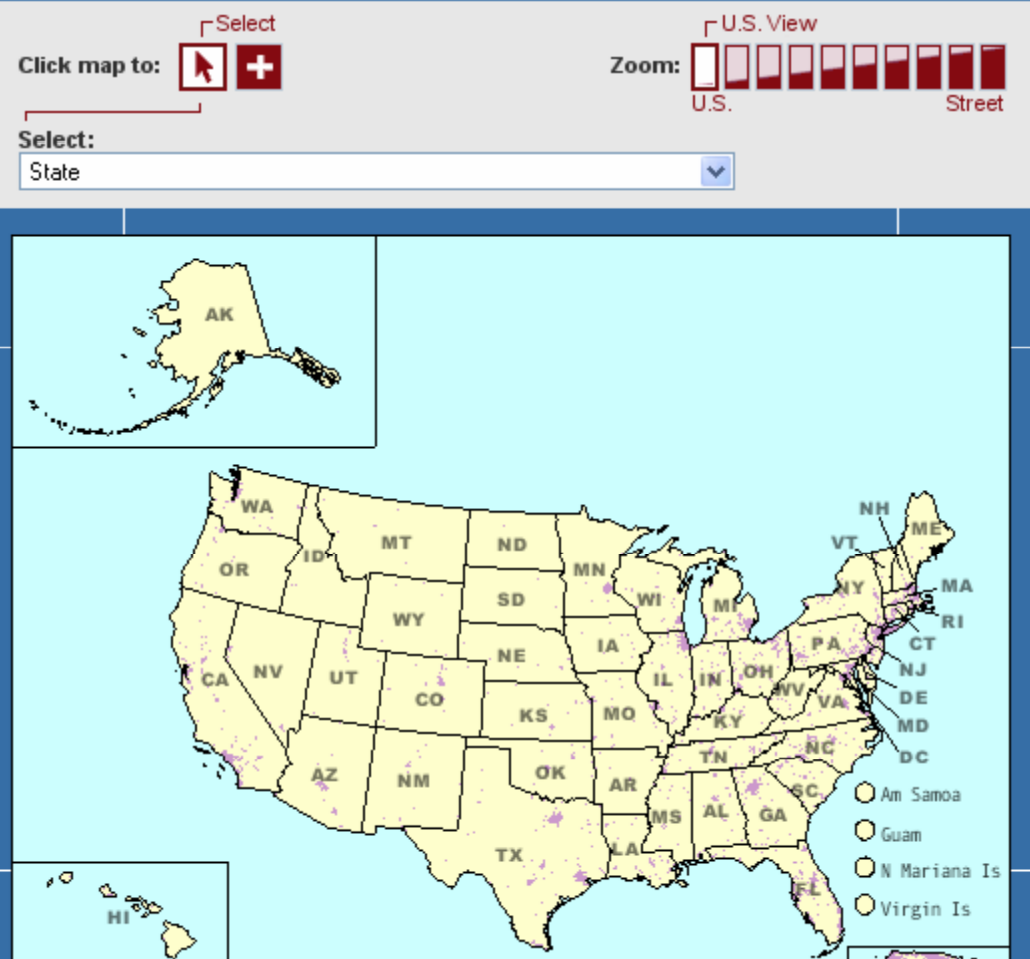 Select
U.S. View
Click map to:
Zoom:
U.S.
Street
Select:
State
AK
WA
NH
ME
VT
MT
ND
ID
OR
MN
NY
MA
SD
WI
MI
RI
WY
IA
PA
CT
NE
NV
UT
CA
CO
IL
IN
OH
NJ
WV
DE
VA
MO
KS
KY
MD
NC
TN
DC
AZ
NM
OK
AR
SC
Am Samoa
MS
AL
GA
Guam
TX
LA
N Mariana Is
FL
Virgin Is
HI